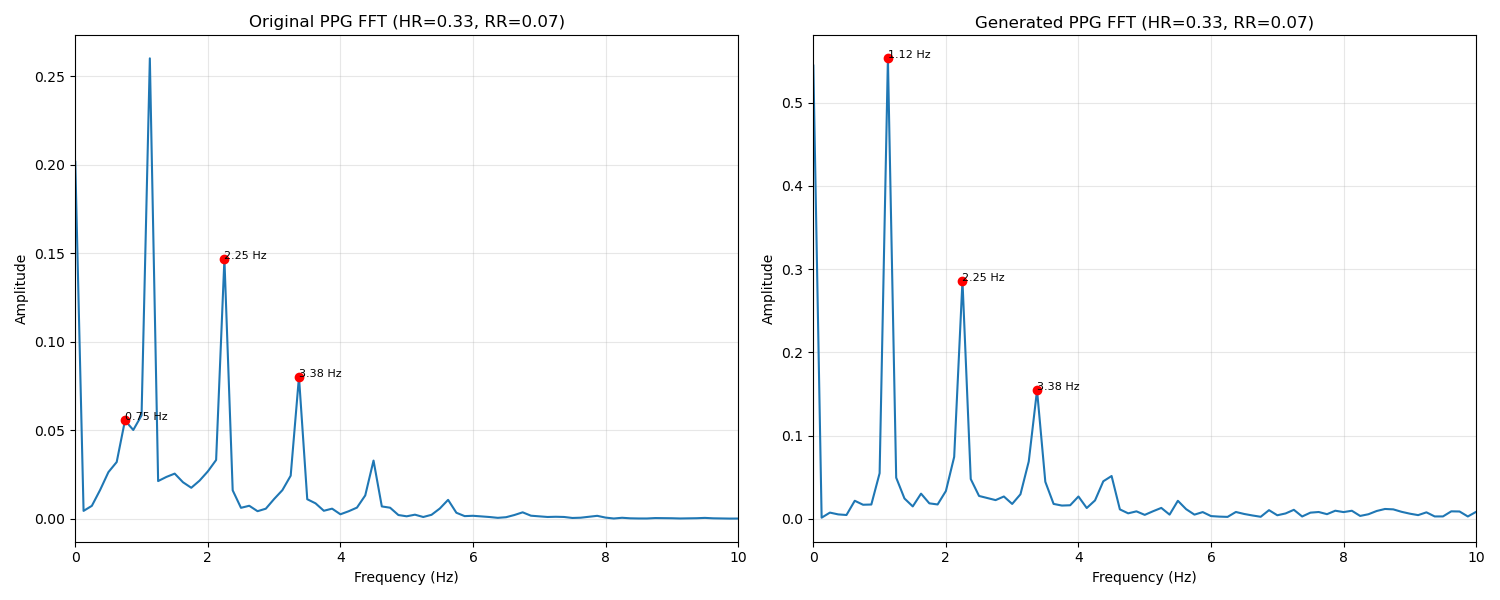 Original PPG FFT (HR=0.33, RR=0.07)
Amplitude
0.25
0.20
0.15
0.10
0.05
0.00
2.25 Hz
3.38 Hz
0.75 Hz
0 2 4 6 8 10
Frequency (Hz)
Generated PPG FFT (HR=0.33, RR=0.07)
Amplitude
0.5
0.4
0.3
0.2
0.1
0.0
1.12 Hz
2.25 Hz
3.38 Hz
0 2 4 6 8 10
Frequency (Hz)